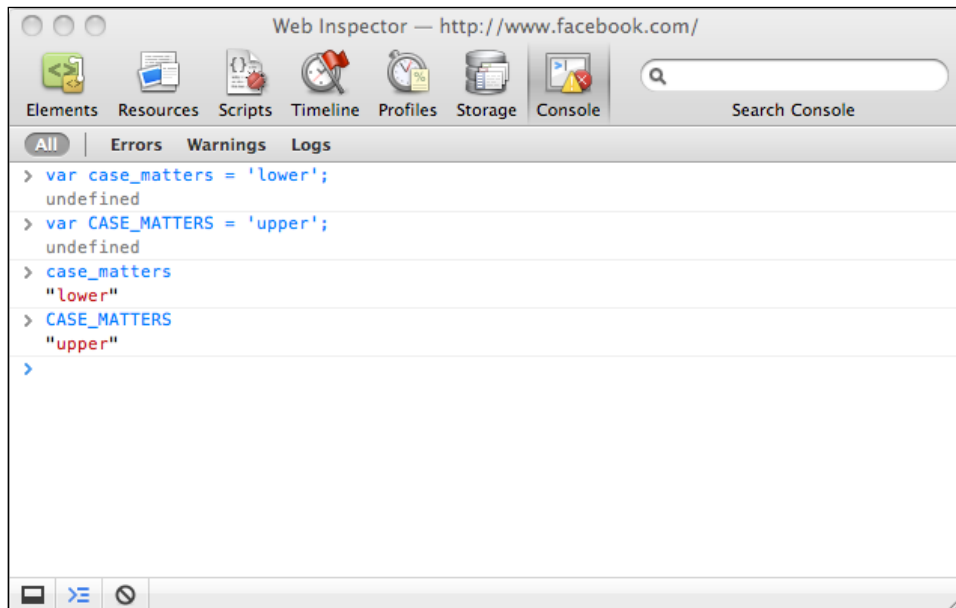 Web Inspector — http://www.facebook.com/
Elements Resources Scripts Timeline Profiles Storage Console Search Console
All Errors Warnings Logs
> var case_matters = 'lower';
undefined
> var CASE_MATTERS = 'upper';
undefined
> case_matters
"lower"
> CASE_MATTERS
"upper"
>